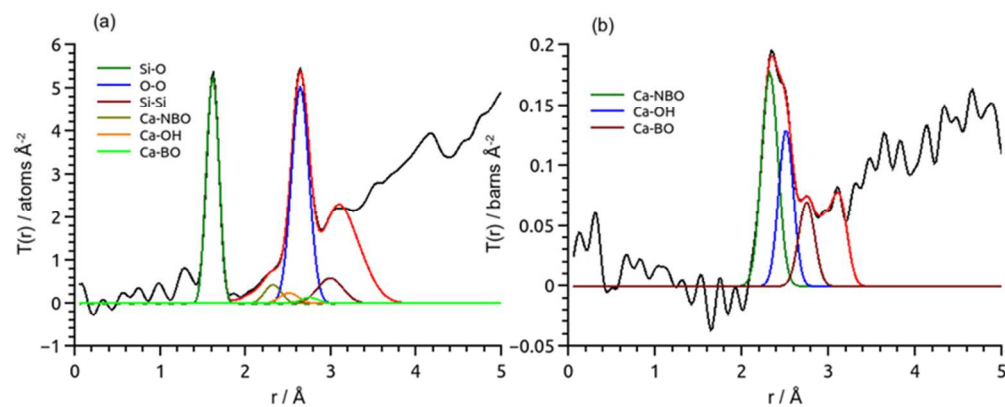 (a)
6
5
4
3
2
1
0
−1
T(r) / atoms Å⁻²
Si-O
O-O
Si-Si
Ca-NBO
Ca-OH
Ca-BO
0 1 2 3 4 5
r / Å
(b)
0.2
0.15
0.1
0.05
0
−0.05
T(r) / barns Å⁻²
Ca-NBO
Ca-OH
Ca-BO
0 1 2 3 4 5
r / Å